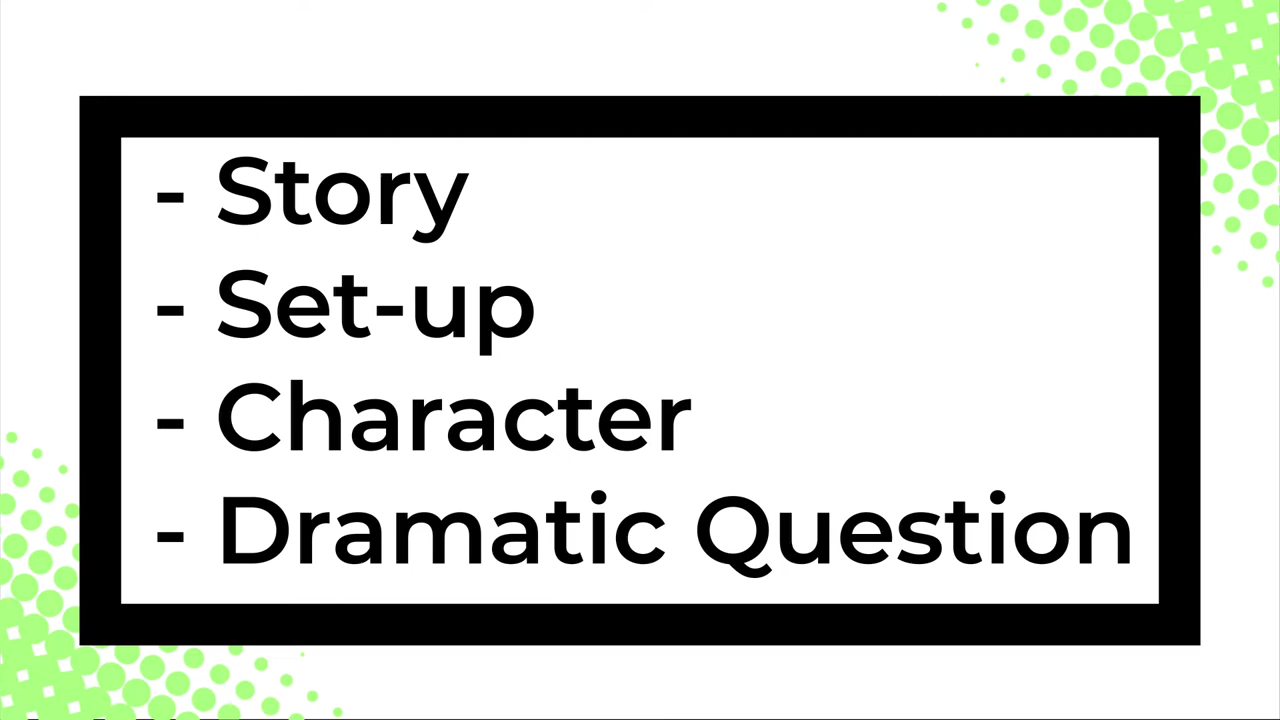 - Story
- Set-up
- Character
- Dramatic Question